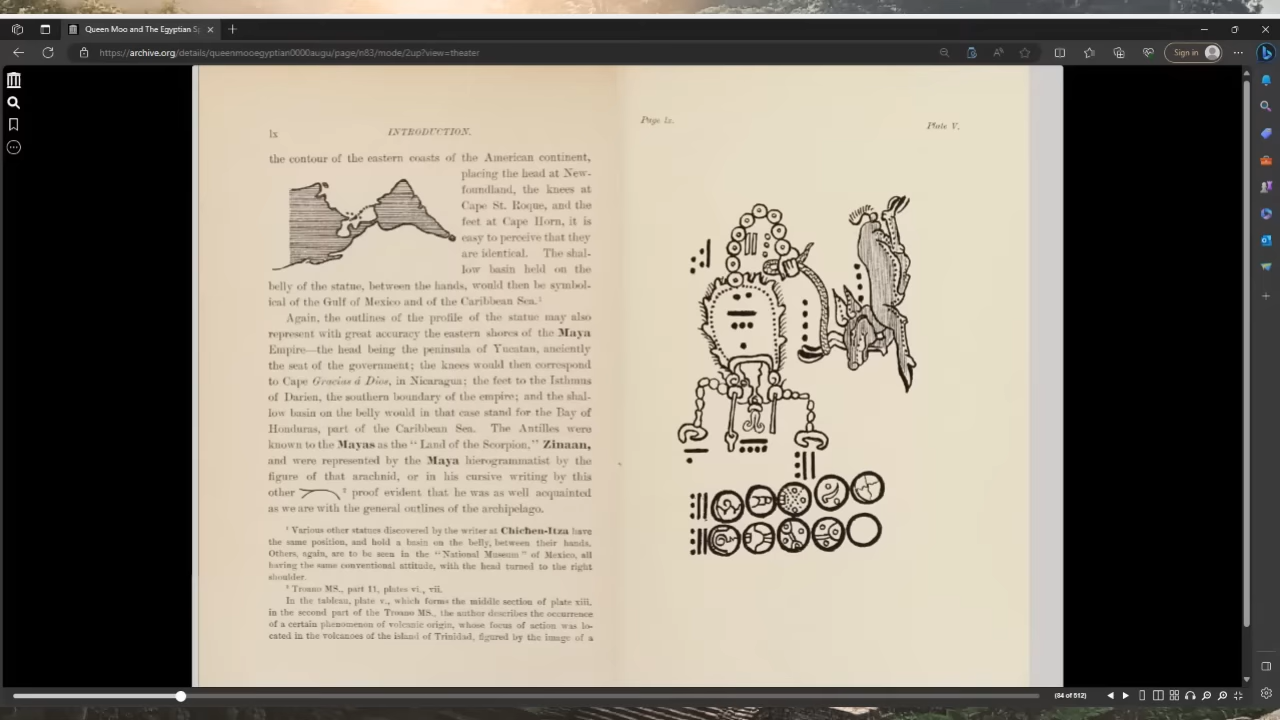 Queen Moo and The Egyptian S
https://archive.org/details/queenmooegyptian0000augu/page/n83/mode/2up?view=theater
Sign in
lx
INTRODUCTION.
the contour of the eastern coasts of the American continent,
placing the head at New-
foundland, the knees at
Cape St. Roque, and the
feet at Cape Horn, it is
easy to perceive that they
are identical. The shal-
low basin held on the
belly of the statue, between the hands, would then be symbol-
ical of the Gulf of Mexico and of the Caribbean Sea.¹
Again, the outlines of the profile of the statue may also
represent with great accuracy the eastern shores of the Maya
Empire—the head being the peninsula of Yucatan, anciently
the seat of the government; the knees would then correspond
to Cape Gracias á Dios, in Nicaragua; the feet to the Isthmus
of Darien, the southern boundary of the empire; and the shal-
low basin on the belly would in that case stand for the Bay of
Honduras, part of the Caribbean Sea. The Antilles were
known to the Mayas as the "Land of the Scorpion," Zinaan,
and were represented by the Maya hierogrammatist by the
figure of that arachnid, or in his cursive writing by this
other ² proof evident that he was as well acquainted
as we are with the general outlines of the archipelago.
¹ Various other statues discovered by the writer at Chicħen-Itza have
the same position, and hold a basin on the belly, between their hands.
Others, again, are to be seen in the "National Museum" of Mexico, all
having the same conventional attitude, with the head turned to the right
shoulder.
² Troano MS., part 11, plates vi., vii.
In the tableau, plate v., which forms the middle section of plate xiii,
in the second part of the Troano MS., the author describes the occurrence
of a certain phenomenon of volcanic origin, whose focus of action was lo-
cated in the volcanoes of the island of Trinidad, figured by the image of a
Page lx.
Plate V.
(84 of 512)